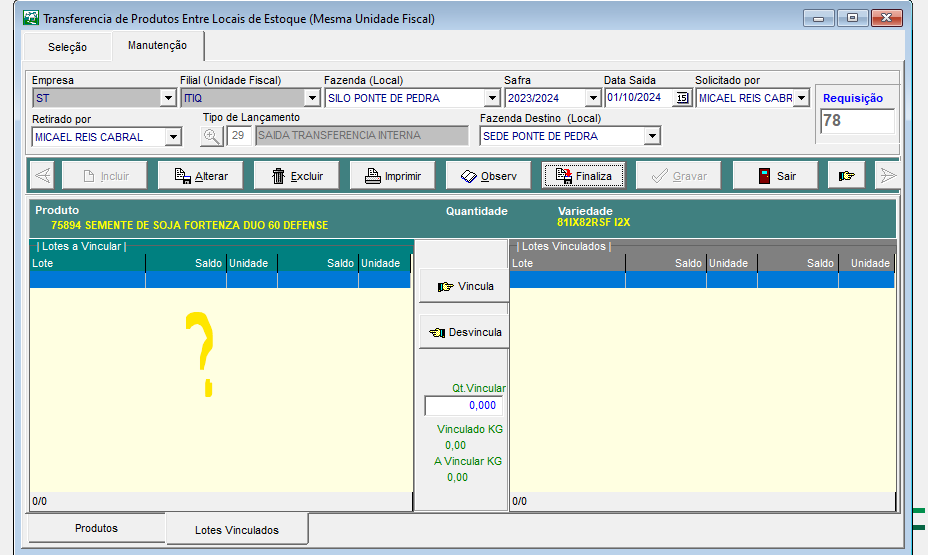 Transferencia de Produtos Entre Locais de Estoque (Mesma Unidade Fiscal)
Seleção Manutenção
Empresa Filial (Unidade Fiscal) Fazenda (Local) Safra Data Saida Solicitado por
ST ITIQ SILO PONTE DE PEDRA 2023/2024 01/10/2024 15 MICAEL REIS CABR
Requisição
78
Retirado por Tipo de Lançamento Fazenda Destino (Local)
MICAEL REIS CABRAL 29 SAIDA TRANSFERENCIA INTERNA SEDE PONTE DE PEDRA
Incluir Alterar Excluir Imprimir Observ Finaliza Gravar Sair
Produto Quantidade Variedade
75894 SEMENTE DE SOJA FORTENZA DUO 60 DEFENSE 81IX82RSF I2X
| Lotes a Vincular | | Lotes Vinculados |
Lote Saldo Unidade Saldo Unidade Lote Saldo Unidade Saldo Unidade
Vincula
?
Desvincula
Qt.Vincular
0,000
Vinculado KG
0,00
A Vincular KG
0,00
0/0 0/0
Produtos Lotes Vinculados